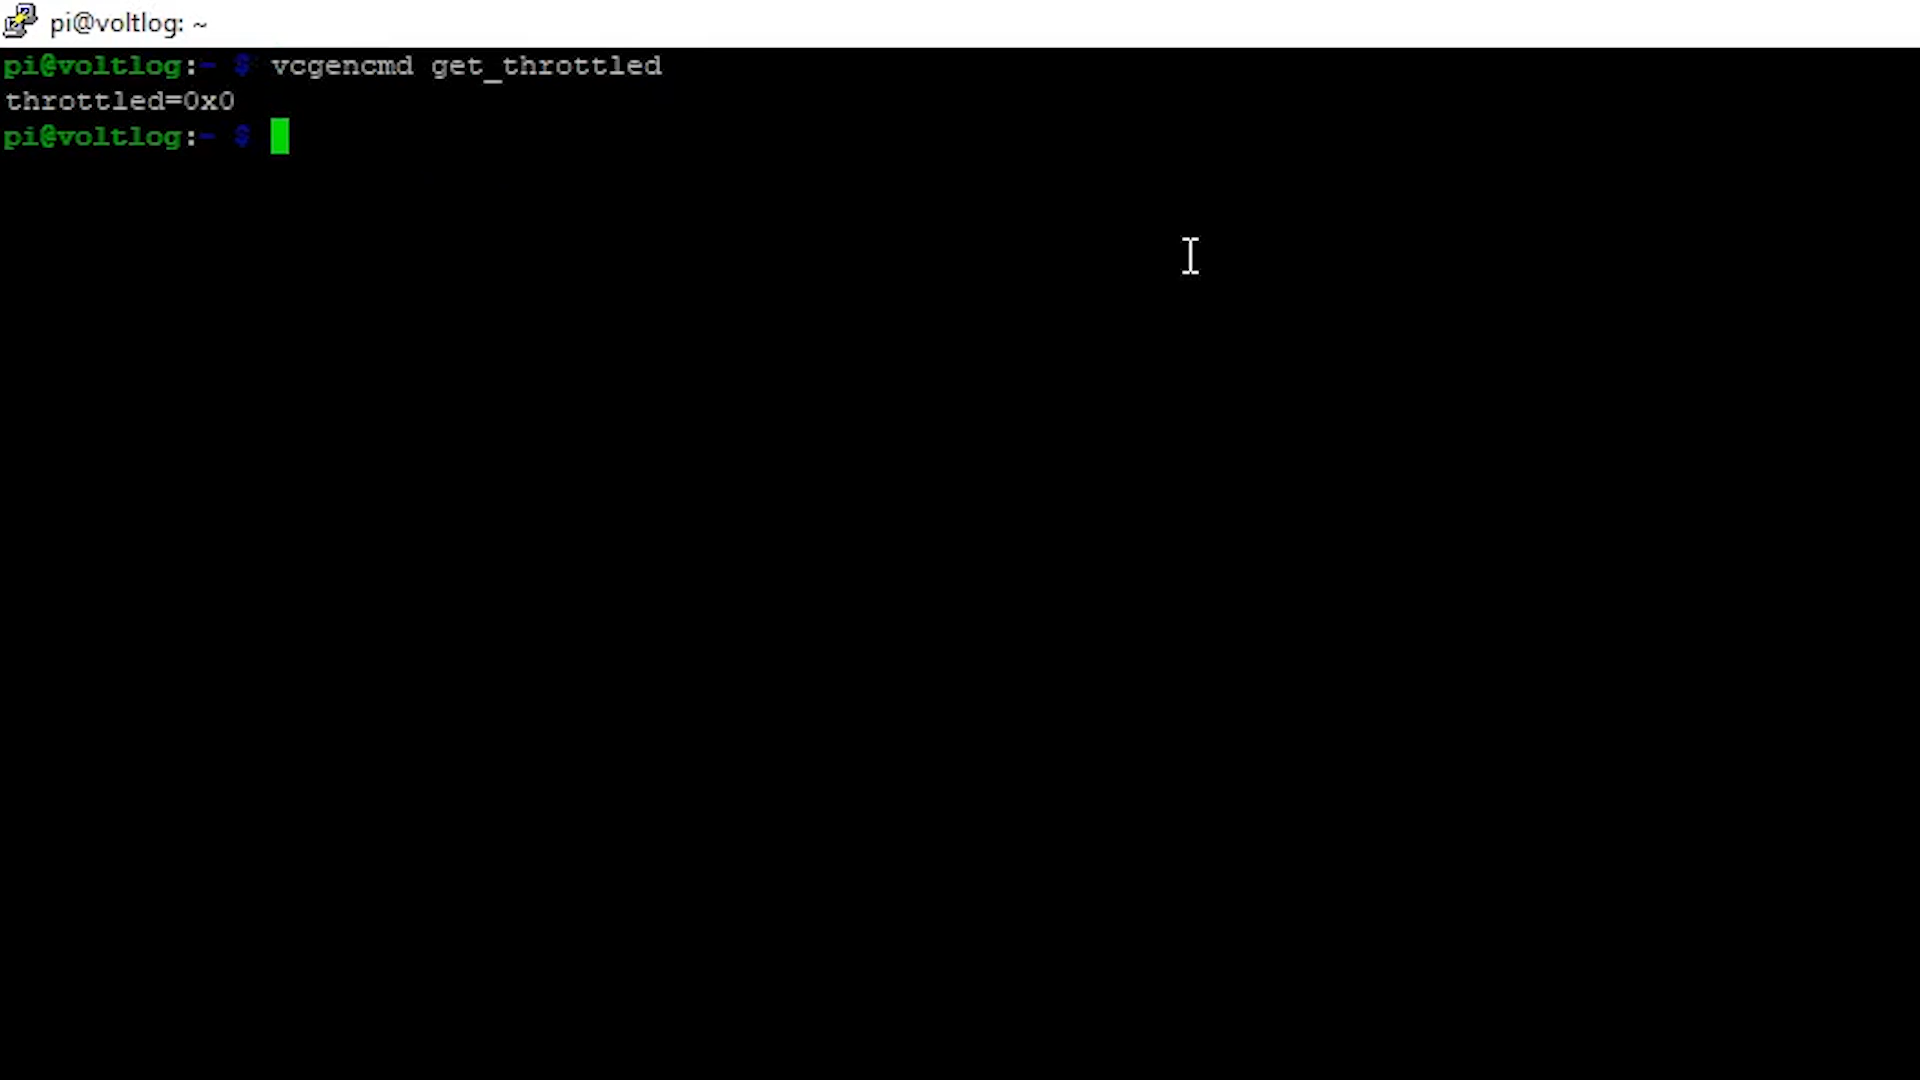 pi@voltlog: ~
pi@voltlog:~ $ vcgencmd get_throttled
throttled=0x0
pi@voltlog:~ $